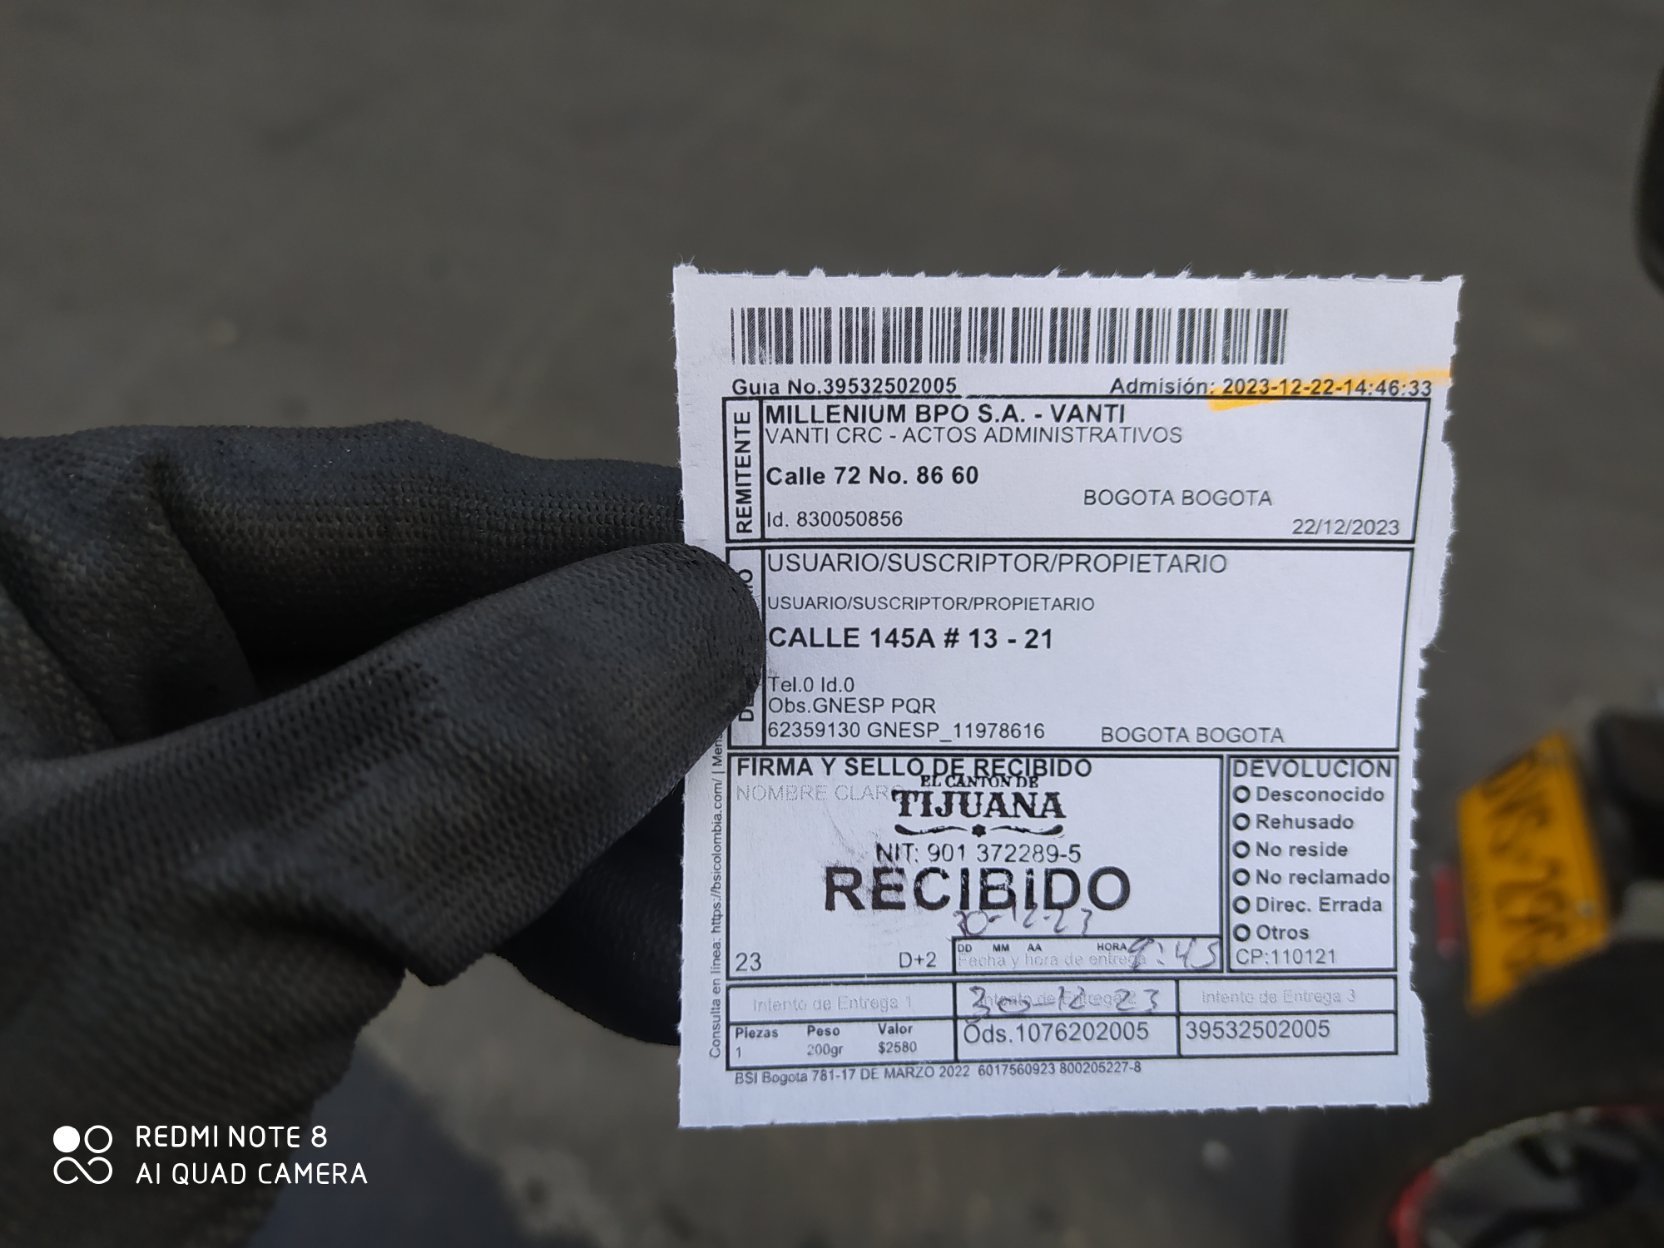 Guia No.39532502005
Admisión: 2023-12-22-14:46:33
REMITENTE
MILLENIUM BPO S.A. - VANTI
VANTI CRC - ACTOS ADMINISTRATIVOS
Calle 72 No. 86 60
BOGOTA BOGOTA
Id. 830050856
22/12/2023
USUARIO/SUSCRIPTOR/PROPIETARIO
USUARIO/SUSCRIPTOR/PROPIETARIO
CALLE 145A # 13 - 21
Tel.0 Id.0
Obs.GNESP PQR
62359130 GNESP_11978616
BOGOTA BOGOTA
Consulta en linea: https://bsicolombia.com/ |
FIRMA Y SELLO DE RECIBIDO
NOMBRE CLARO
EL CANTON DE
TIJUANA
NIT: 901 372289-5
RECIBIDO
30-12-23
DD MM AA HORA
9:45
Fecha y hora de entrega
23
D+2
DEVOLUCION
Desconocido
Rehusado
No reside
No reclamado
Direc. Errada
Otros
CP:110121
Intento de Entrega 1
Intento de Entrega 2
30-12-23
Intento de Entrega 3
Piezas Peso Valor
1 200gr $2580
Ods.1076202005
39532502005
BSI Bogota 781-17 DE MARZO 2022 6017560923 800205227-8
REDMI NOTE 8
AI QUAD CAMERA